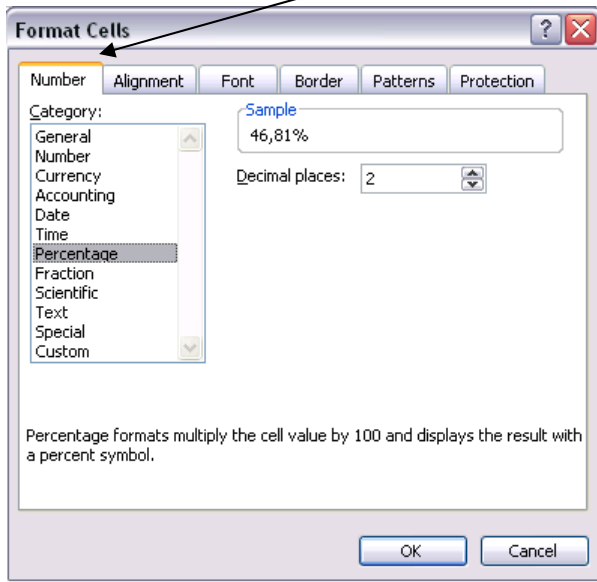 Format Cells
Number Alignment Font Border Patterns Protection
Category:
General
Number
Currency
Accounting
Date
Time
Percentage
Fraction
Scientific
Text
Special
Custom
Sample
46,81%
Decimal places: 2
Percentage formats multiply the cell value by 100 and displays the result with
a percent symbol.
OK Cancel